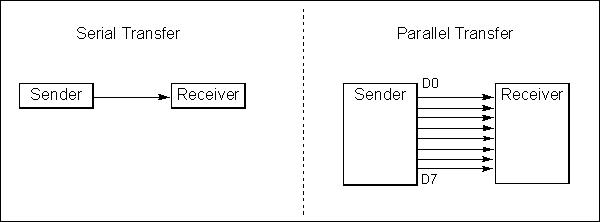 Serial Transfer
Sender
Receiver
Parallel Transfer
D0
Sender
Receiver
D7